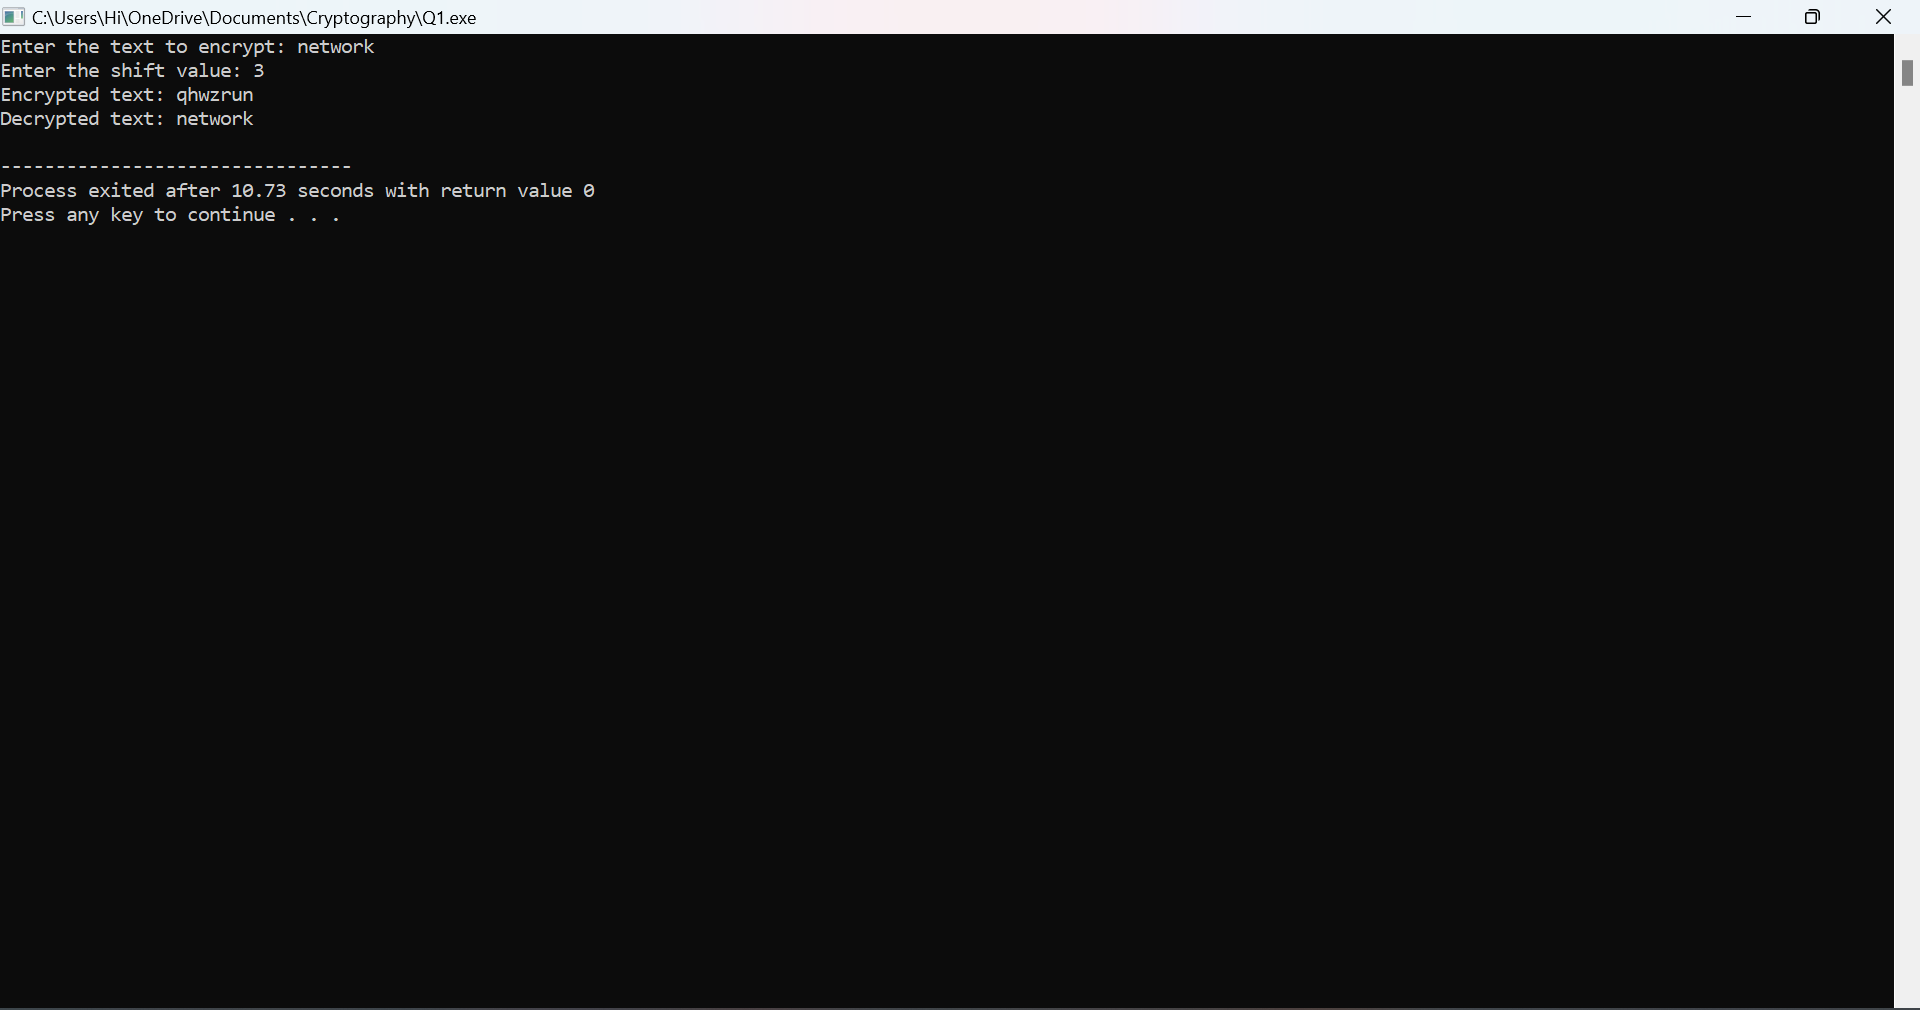 C:\Users\Hi\OneDrive\Documents\Cryptography\Q1.exe
Enter the text to encrypt: network
Enter the shift value: 3
Encrypted text: qhwzrun
Decrypted text: network
--------------------------------
Process exited after 10.73 seconds with return value 0
Press any key to continue . . .